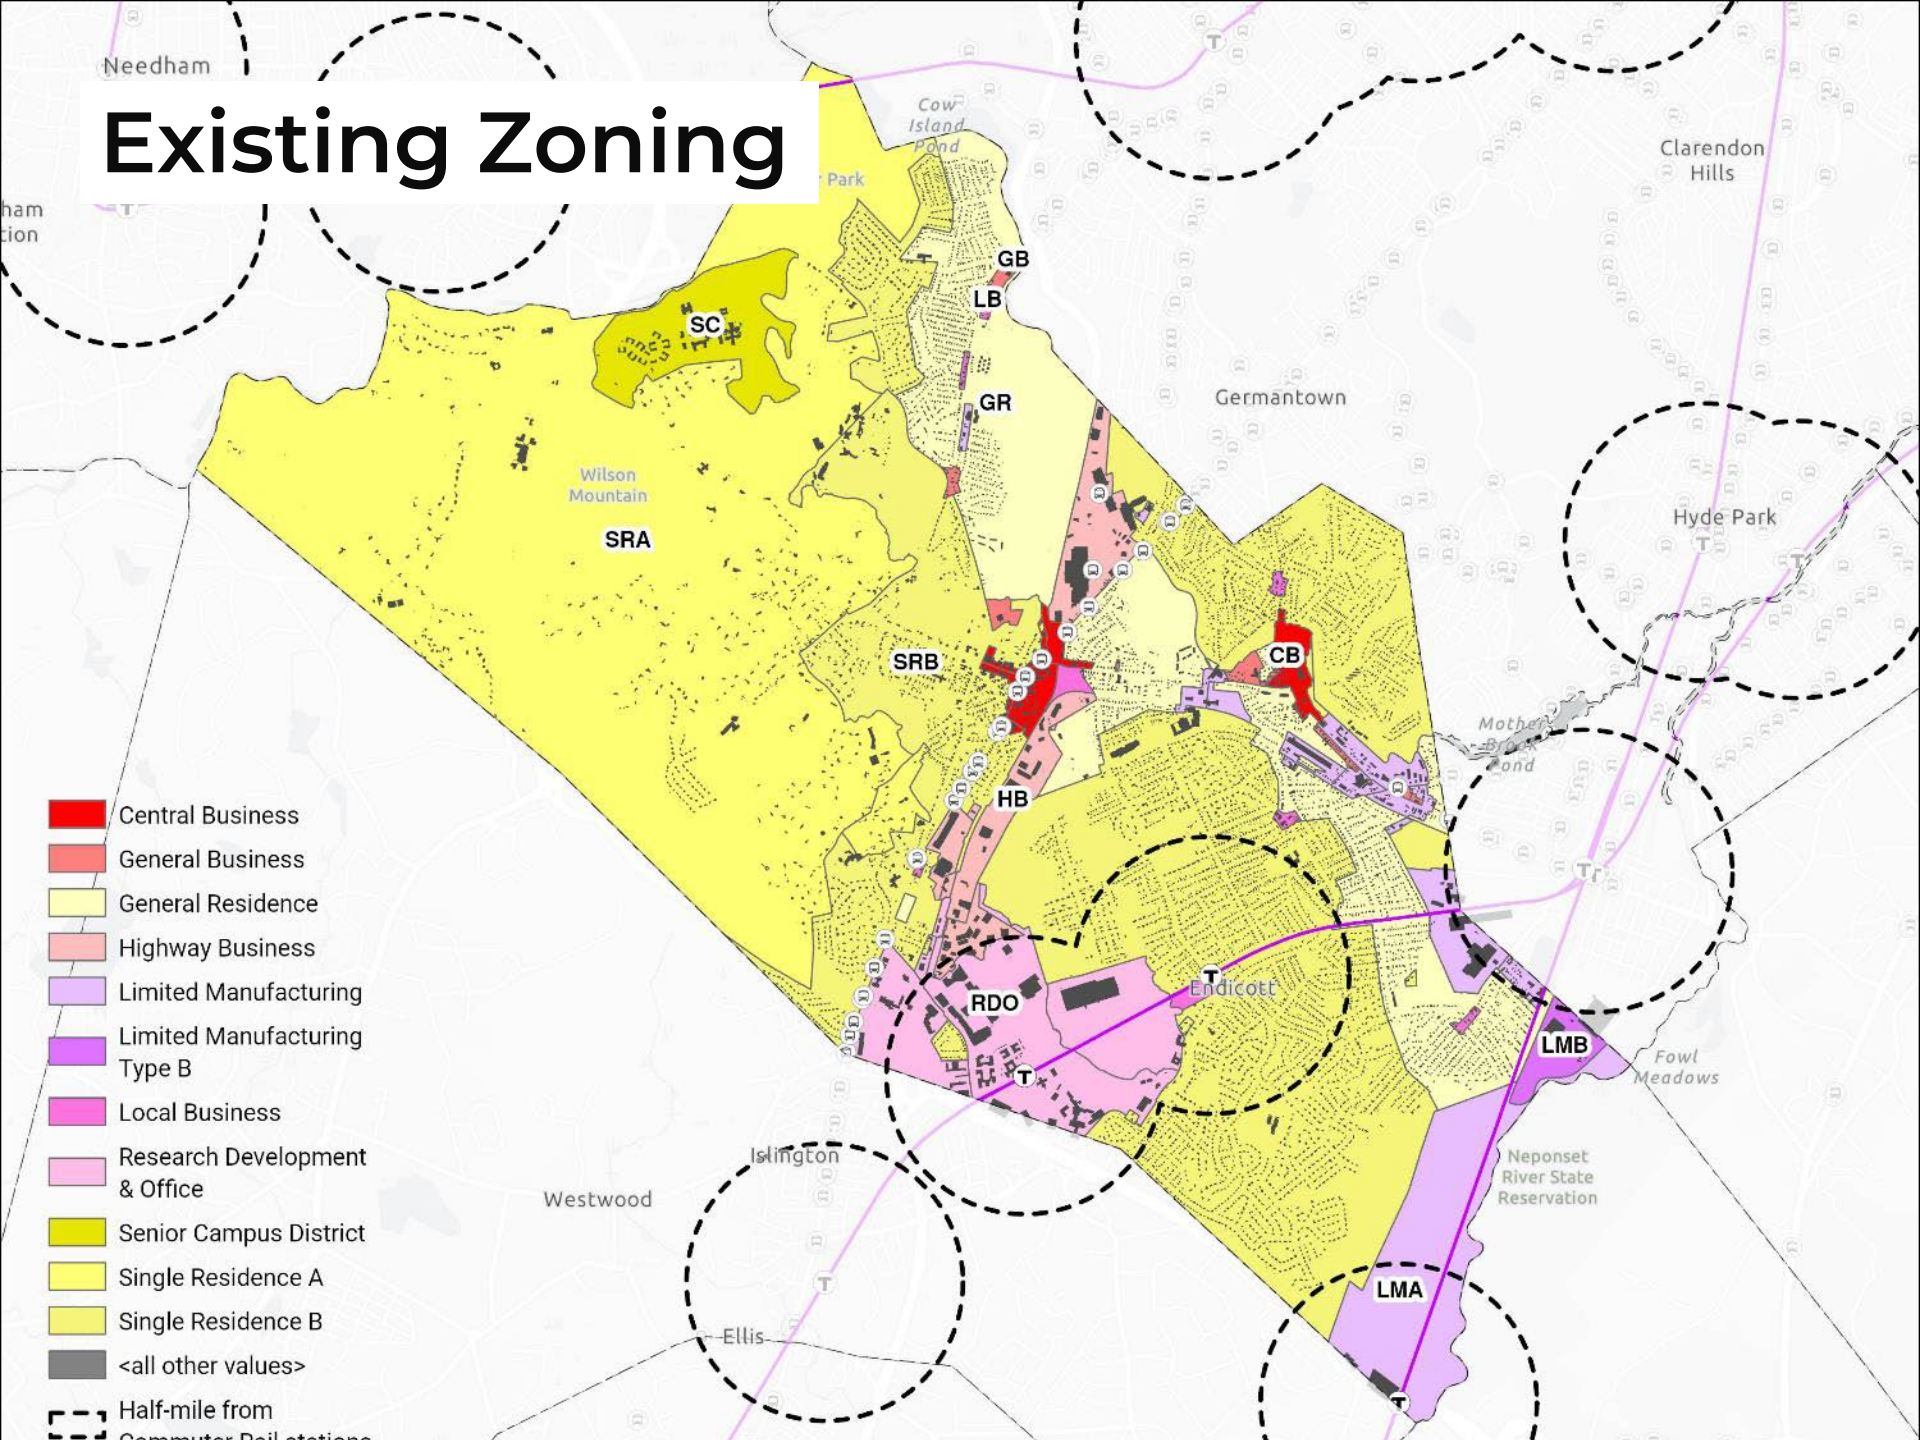 Needham
Existing Zoning
Cow
Island
Pond
Park
Clarendon
Hills
ham
tion
GB
LB
SC
GR
Germantown
Wilson
Mountain
SRA
Hyde Park
SRB
CB
Mother
Brook
Pond
HB
Endicott
RDO
LMB
Fowl
Meadows
Islington
Westwood
Neponset
River State
Reservation
LMA
Ellis
Central Business
General Business
General Residence
Highway Business
Limited Manufacturing
Limited Manufacturing
Type B
Local Business
Research Development
& Office
Senior Campus District
Single Residence A
Single Residence B
<all other values>
Half-mile from
Commuter Rail stations